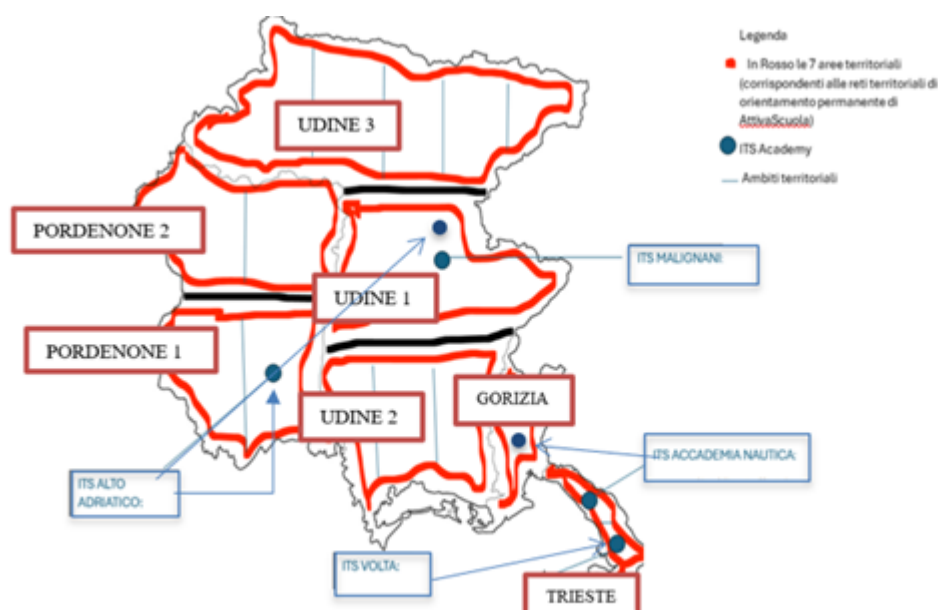 Legenda
In Rosso le 7 aree territoriali
(corrispondenti alle reti territoriali di
orientamento permanente di
AttivaScuola)
ITS Academy
Ambiti territoriali
UDINE 3
PORDENONE 2
ITS MALIGNANI:
UDINE 1
PORDENONE 1
GORIZIA
UDINE 2
ITS ACCADEMIA NAUTICA:
ITS ALTO
ADRIATICO:
ITS VOLTA:
TRIESTE